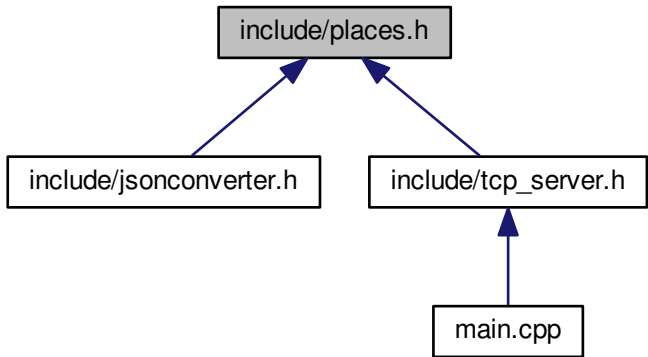 include/places.h
include/jsonconverter.h
include/tcp_server.h
main.cpp